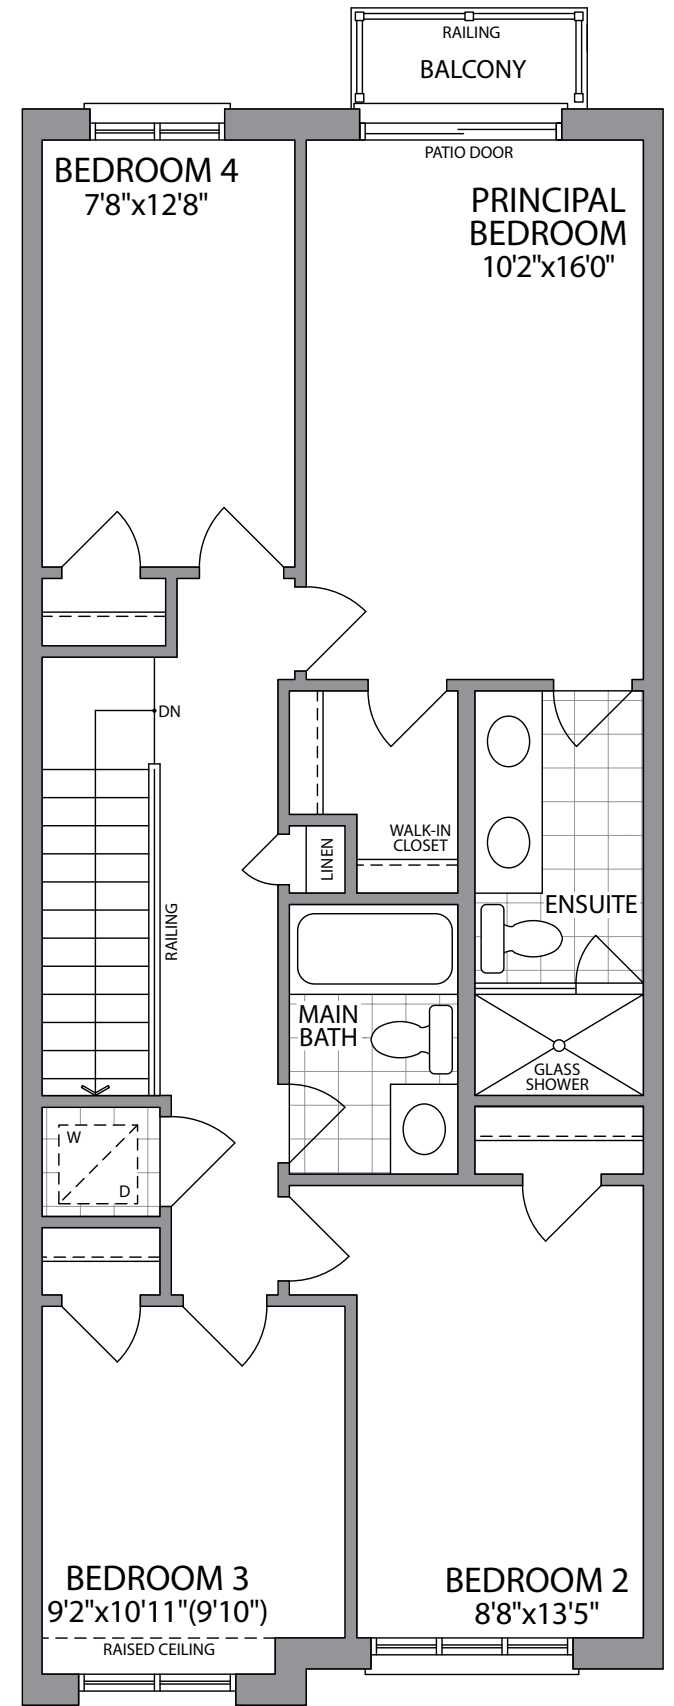 RAILING
BALCONY
PATIO DOOR
BEDROOM 4
7'8"x12'8"
PRINCIPAL
BEDROOM
10'2"x16'0"
DN
WALK-IN
CLOSET
LINEN
RAILING
ENSUITE
MAIN
BATH
GLASS
SHOWER
W
D
BEDROOM 3
9'2"x10'11"(9'10")
RAISED CEILING
BEDROOM 2
8'8"x13'5"